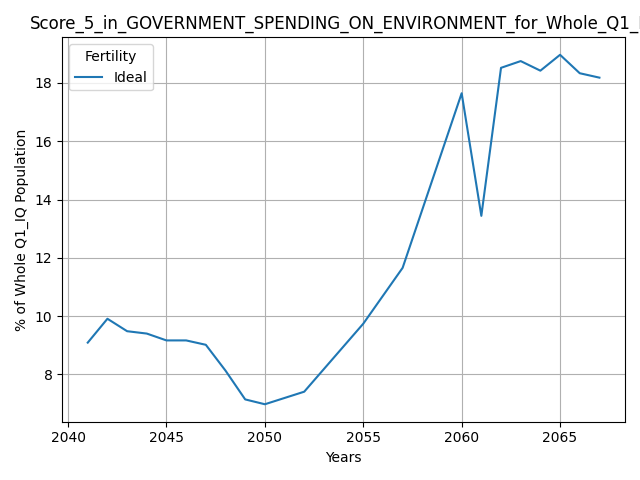 Score_5_in_GOVERNMENT_SPENDING_ON_ENVIRONMENT_for_Whole_Q1_
Fertility
Ideal
18
16
14
12
10
8
% of Whole Q1_IQ Population
2040
2045
2050
2055
2060
2065
Years